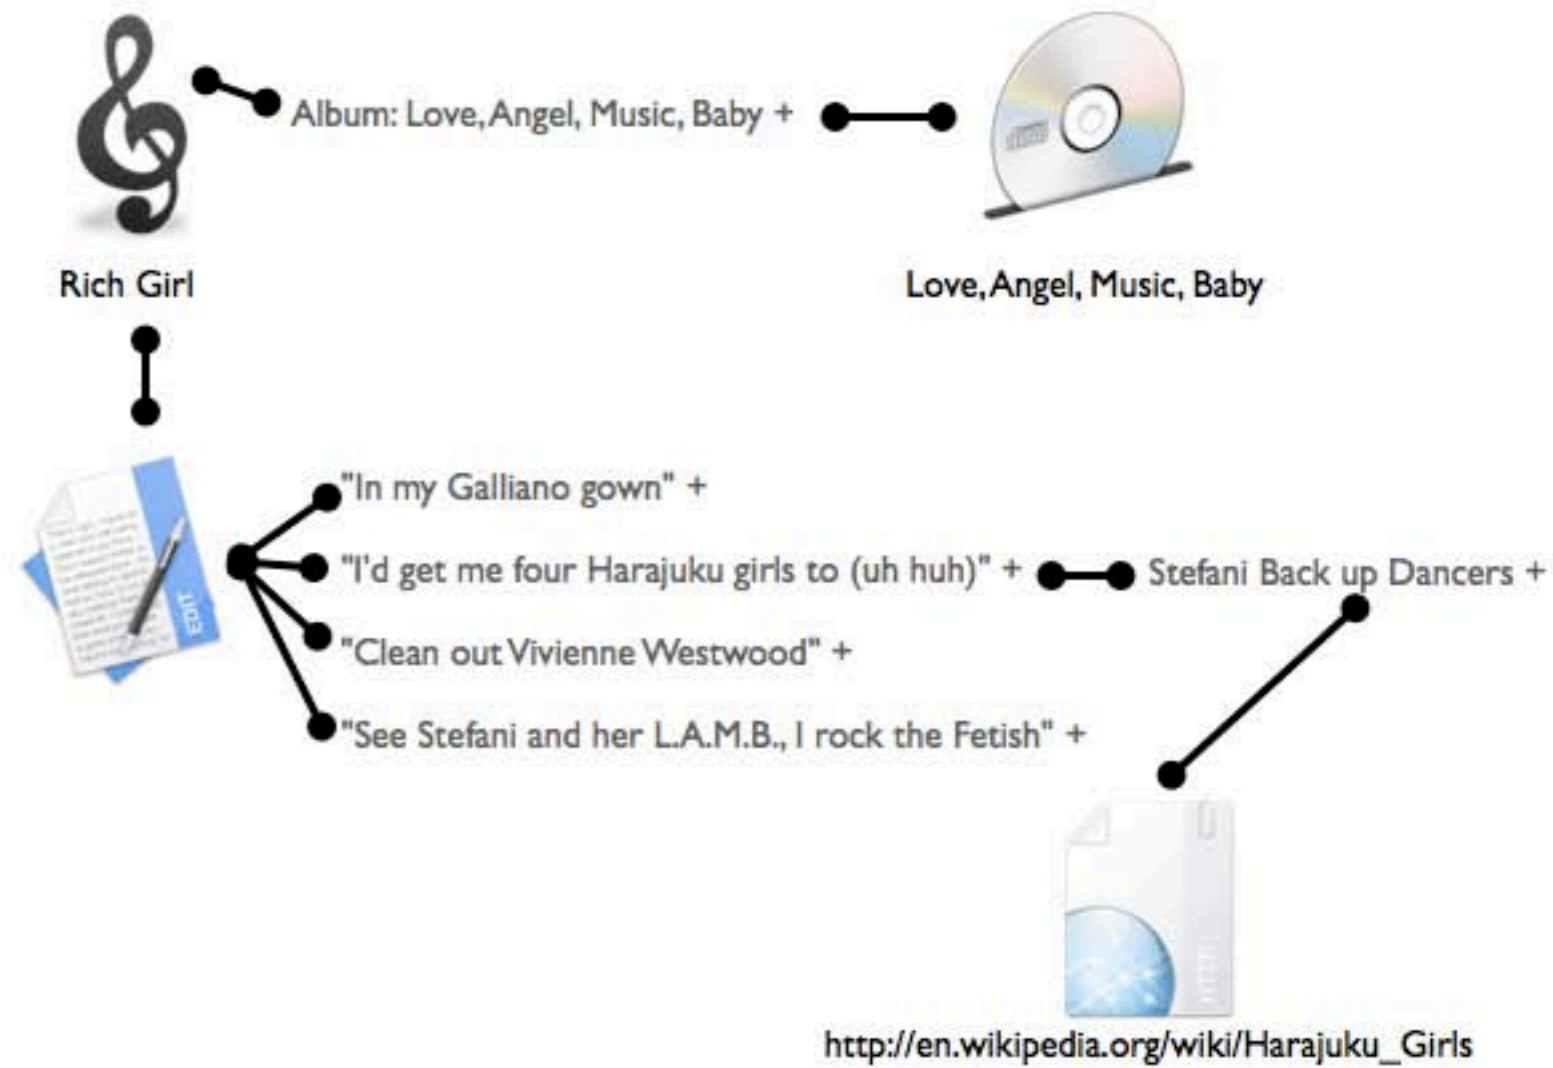 Album: Love, Angel, Music, Baby +
Rich Girl
Love, Angel, Music, Baby
"In my Galliano gown" +
"I'd get me four Harajuku girls to (uh huh)" +
Stefani Back up Dancers +
"Clean out Vivienne Westwood" +
EDIT
"See Stefani and her L.A.M.B., I rock the Fetish" +
HTTP
http://en.wikipedia.org/wiki/Harajuku_Girls